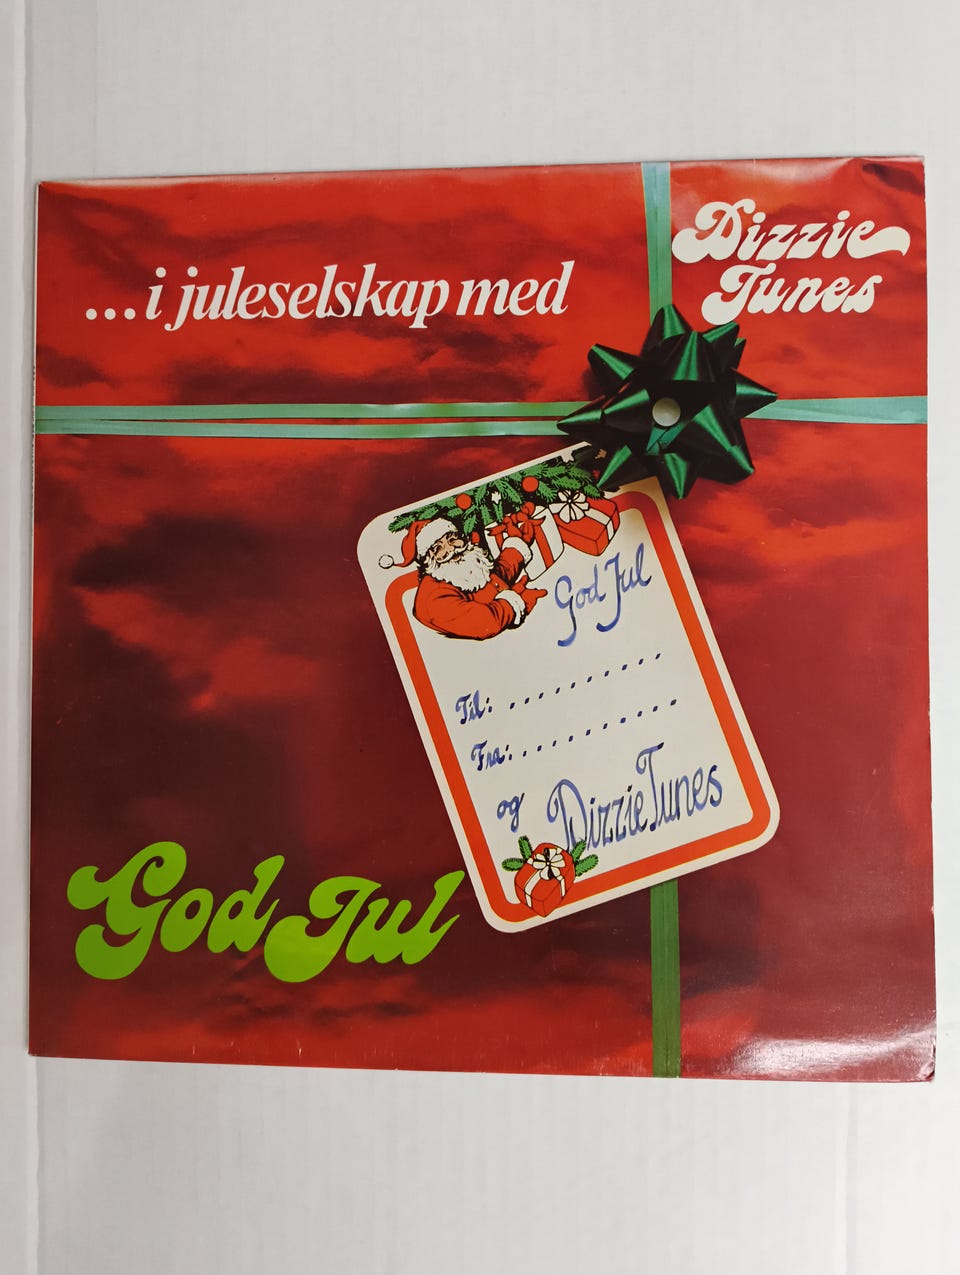 ...i juleselskap med
Dizzie
Tunes
God Jul
Til: ..........
Fra: ...........
og Dizzie Tunes
God Jul